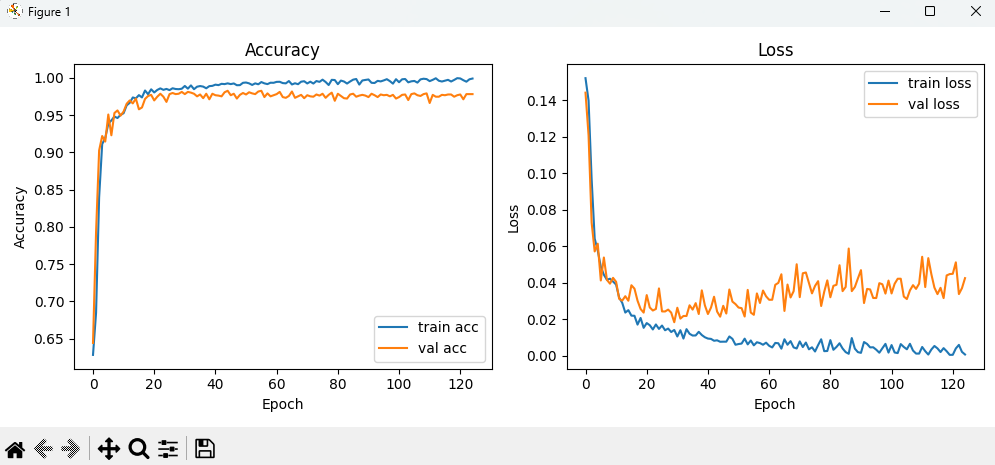 Figure 1
Accuracy
1.00
0.95
0.90
0.85
0.80
0.75
0.70
0.65
Accuracy
0 20 40 60 80 100 120
Epoch
train acc
val acc
Loss
0.14
0.12
0.10
0.08
0.06
0.04
0.02
0.00
Loss
0 20 40 60 80 100 120
Epoch
train loss
val loss